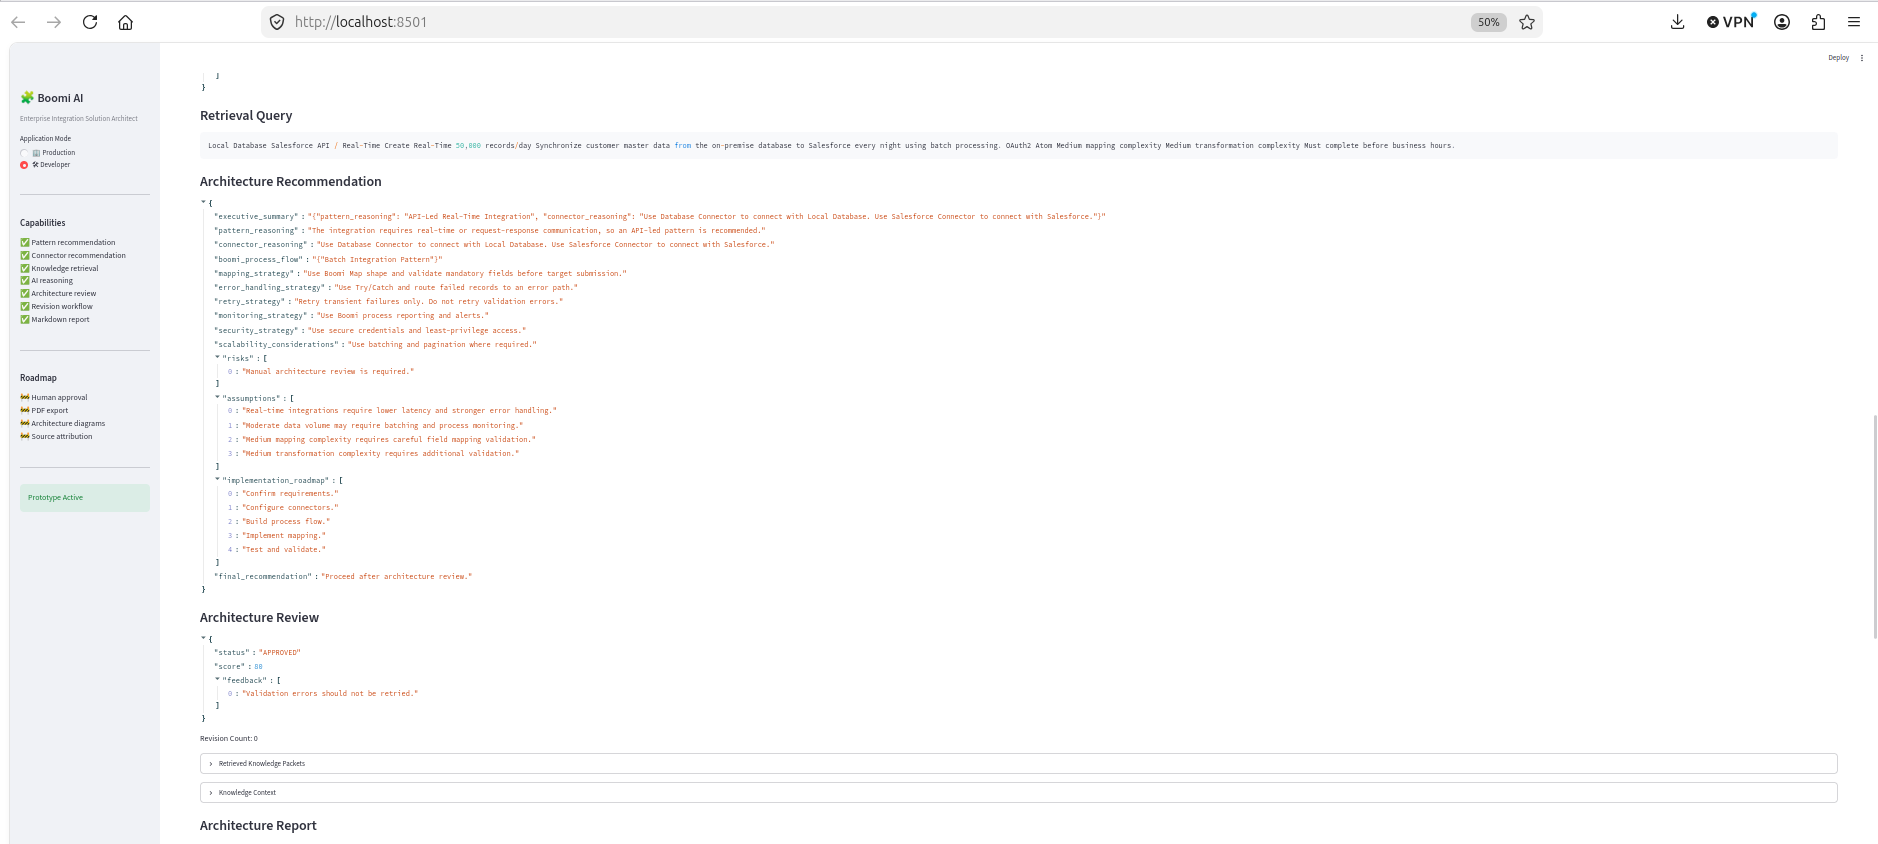 http://localhost:8501
50%
VPN
Deploy
Boomi AI
Enterprise Integration Solution Architect
Application Mode
Production
Developer
Capabilities
Pattern recommendation
Connector recommendation
Knowledge retrieval
AI reasoning
Architecture review
Revision workflow
Markdown report
Roadmap
Human approval
PDF export
Architecture diagrams
Source attribution
Prototype Active
]
}
Retrieval Query
Local Database Salesforce API / Real-Time Create Real-Time 50,000 records/day Synchronize customer master data from the on-premise database to Salesforce every night using batch processing. OAuth2 Atom Medium mapping complexity Medium transformation complexity Must complete before business hours.
Architecture Recommendation
{
"executive_summary" : "{"pattern_reasoning": "API-Led Real-Time Integration", "connector_reasoning": "Use Database Connector to connect with Local Database. Use Salesforce Connector to connect with Salesforce."}"
"pattern_reasoning" : "The integration requires real-time or request-response communication, so an API-led pattern is recommended."
"connector_reasoning" : "Use Database Connector to connect with Local Database. Use Salesforce Connector to connect with Salesforce."
"boomi_process_flow" : "{"Batch Integration Pattern"}"
"mapping_strategy" : "Use Boomi Map shape and validate mandatory fields before target submission."
"error_handling_strategy" : "Use Try/Catch and route failed records to an error path."
"retry_strategy" : "Retry transient failures only. Do not retry validation errors."
"monitoring_strategy" : "Use Boomi process reporting and alerts."
"security_strategy" : "Use secure credentials and least-privilege access."
"scalability_considerations" : "Use batching and pagination where required."
"risks" : [
0 : "Manual architecture review is required."
]
"assumptions" : [
0 : "Real-time integrations require lower latency and stronger error handling."
1 : "Moderate data volume may require batching and process monitoring."
2 : "Medium mapping complexity requires careful field mapping validation."
3 : "Medium transformation complexity requires additional validation."
]
"implementation_roadmap" : [
0 : "Confirm requirements."
1 : "Configure connectors."
2 : "Build process flow."
3 : "Implement mapping."
4 : "Test and validate."
]
"final_recommendation" : "Proceed after architecture review."
}
Architecture Review
{
"status" : "APPROVED"
"score" : 80
"feedback" : [
0 : "Validation errors should not be retried."
]
}
Revision Count: 0
Retrieved Knowledge Packets
Knowledge Context
Architecture Report